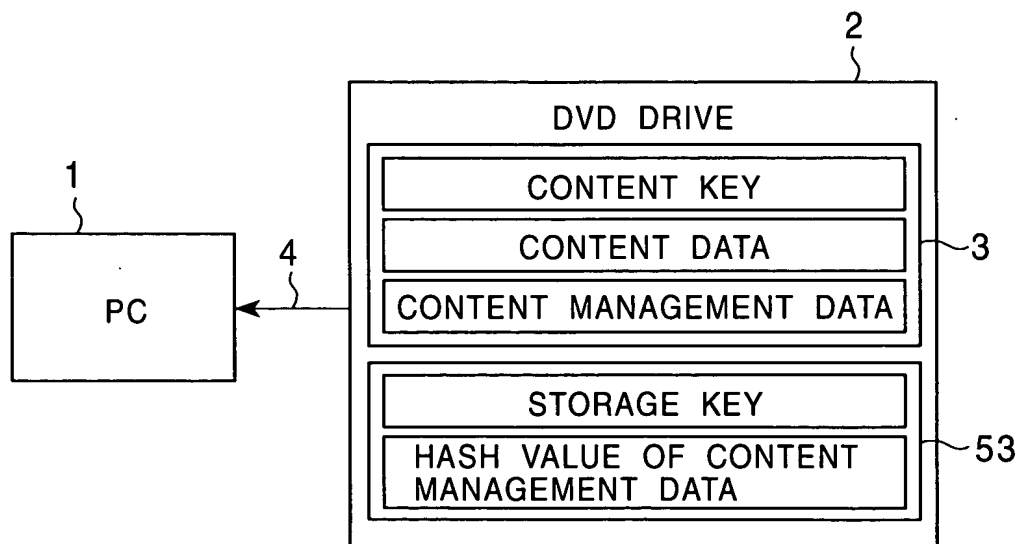 2
DVD DRIVE
1
CONTENT KEY
CONTENT DATA
3
4
PC
CONTENT MANAGEMENT DATA
STORAGE KEY
53
HASH VALUE OF CONTENT
MANAGEMENT DATA